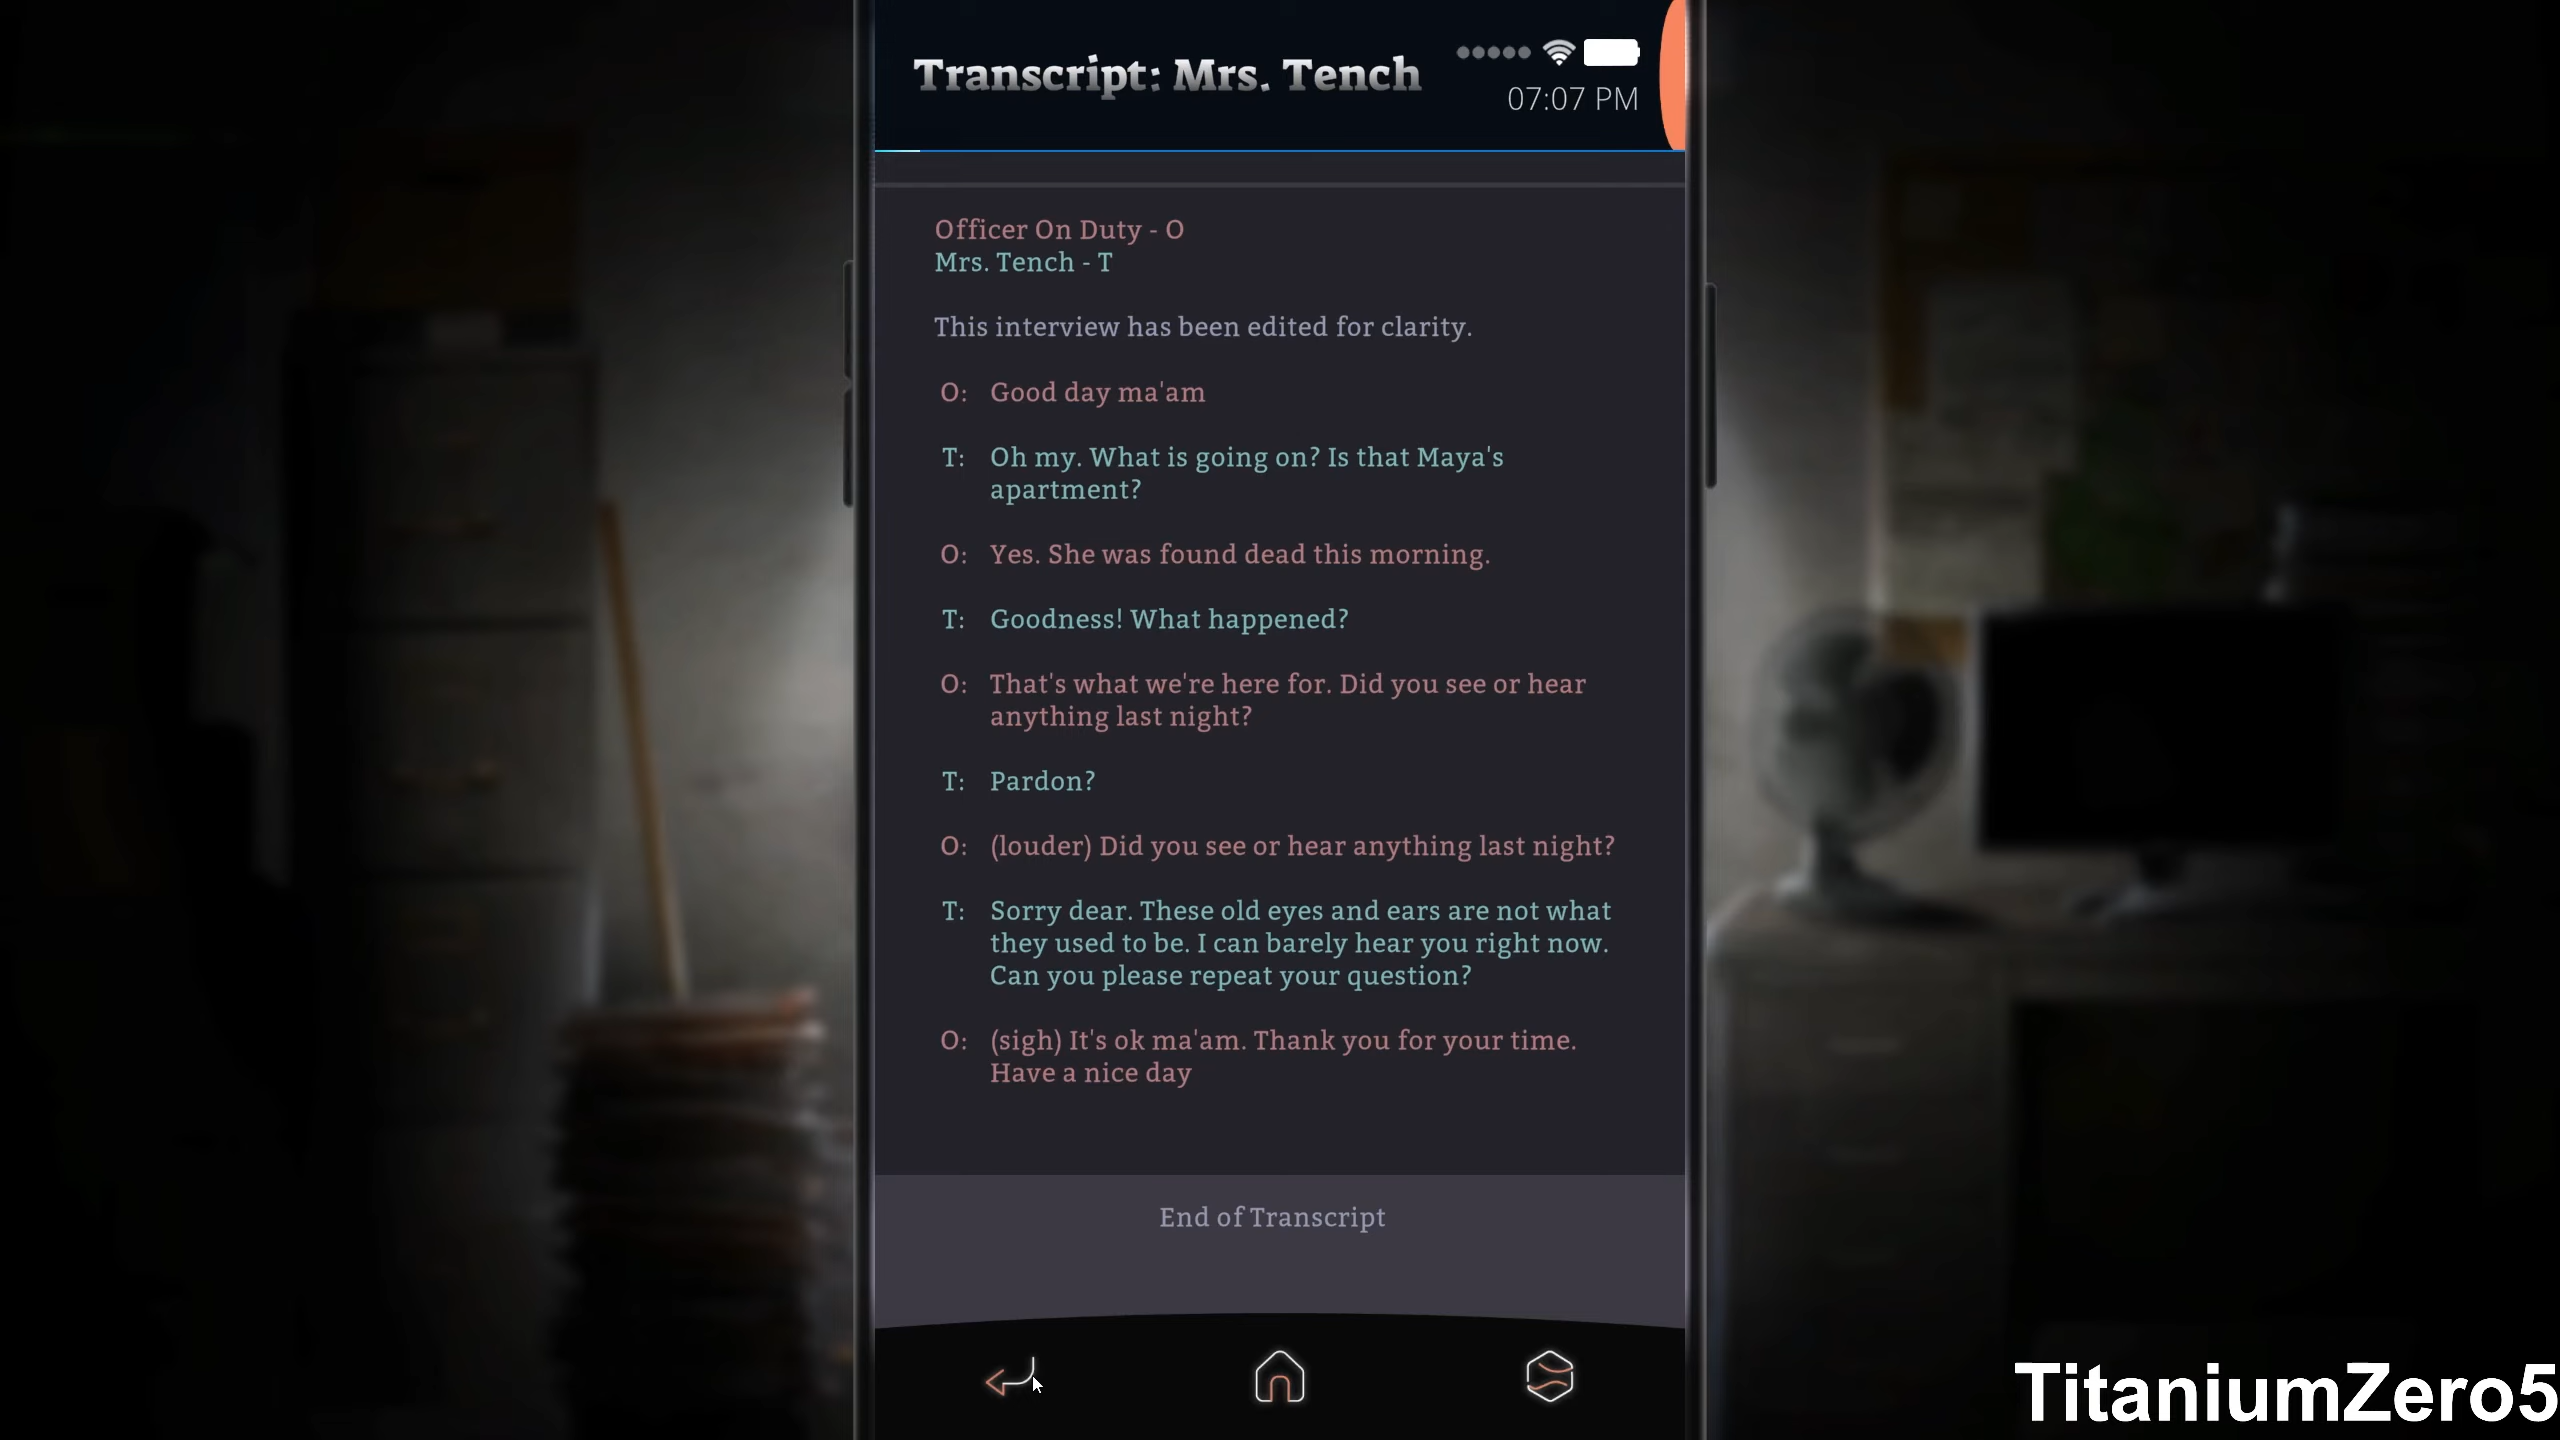 Transcript: Mrs. Tench
07:07 PM
Officer On Duty - O
Mrs. Tench - T
This interview has been edited for clarity.
O: Good day ma'am
T: Oh my. What is going on? Is that Maya's
apartment?
O: Yes. She was found dead this morning.
T: Goodness! What happened?
O: That's what we're here for. Did you see or hear
anything last night?
T: Pardon?
O: (louder) Did you see or hear anything last night?
T: Sorry dear. These old eyes and ears are not what
they used to be. I can barely hear you right now.
Can you please repeat your question?
O: (sigh) It's ok ma'am. Thank you for your time.
Have a nice day
End of Transcript
TitaniumZero5